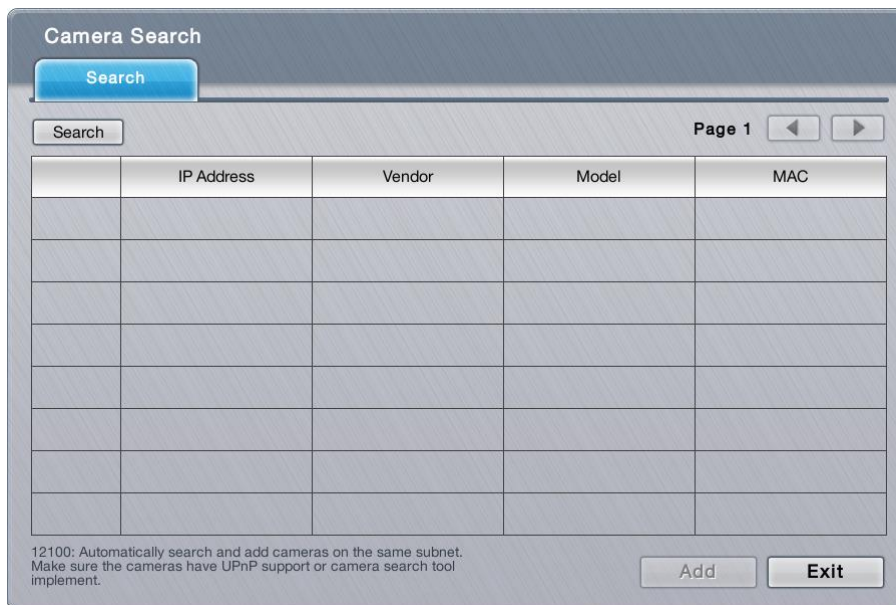 Camera Search
Search
Search
Page 1
IP Address Vendor Model MAC
12100: Automatically search and add cameras on the same subnet.
Make sure the cameras have UPnP support or camera search tool
implement.
Add Exit